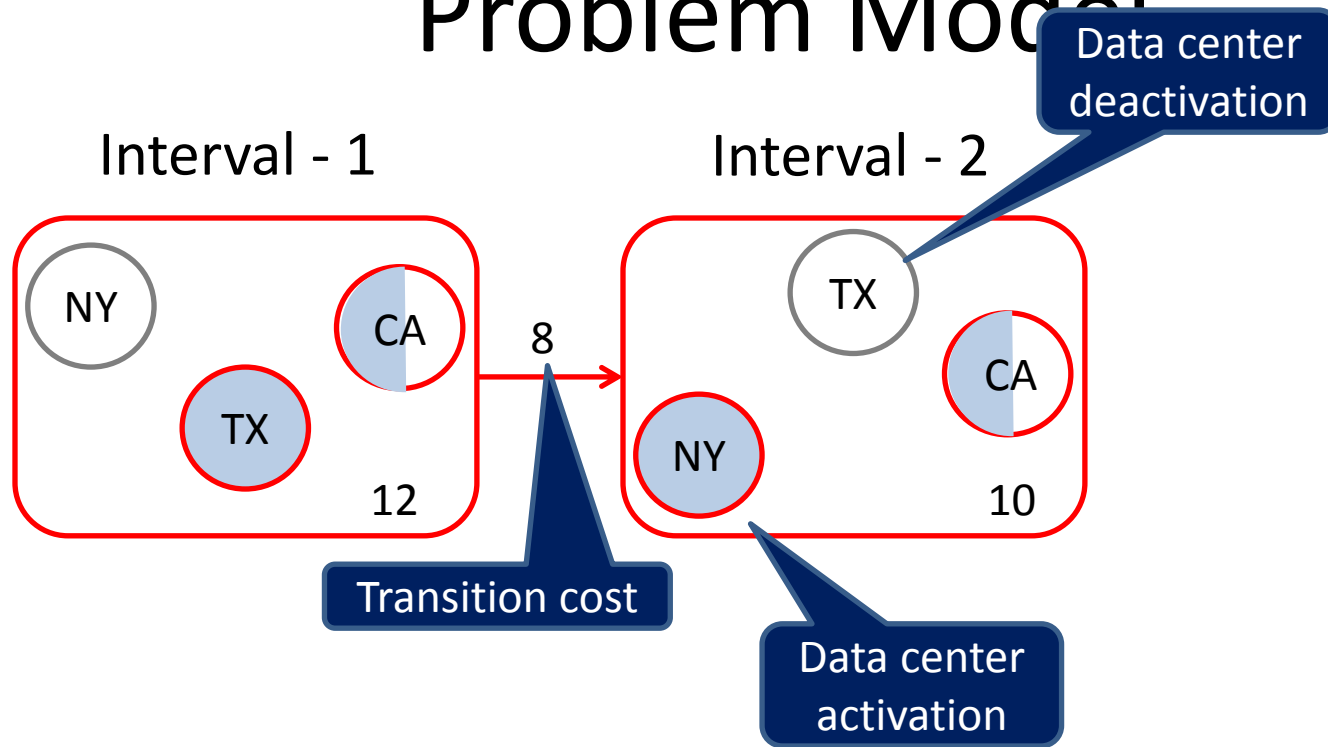 Problem Model
Data center
deactivation
Interval - 1
Interval - 2
NY
CA
TX
12
8
TX
CA
NY
10
Transition cost
Data center
activation